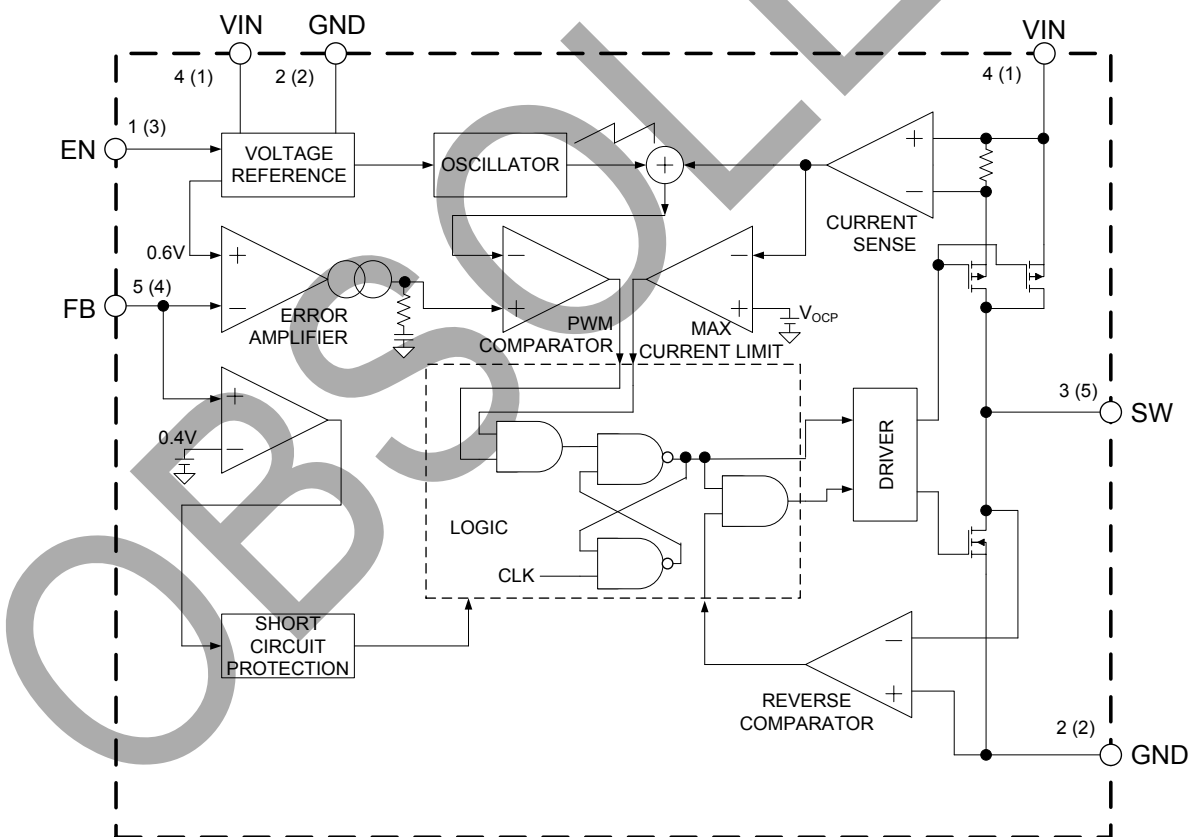 VIN
GND
VIN
4 (1)
2 (2)
4 (1)
1 (3)
EN
VOLTAGE
REFERENCE
OSCILLATOR
+
+
−
CURRENT
SENSE
0.6V
+
−
ERROR
AMPLIFIER
5 (4)
FB
−
+
PWM
COMPARATOR
−
+
MAX
CURRENT LIMIT
VOCP
+
0.4V
−
3 (5)
SW
DRIVER
LOGIC
CLK
SHORT
CIRCUIT
PROTECTION
−
+
REVERSE
COMPARATOR
2 (2)
GND
OBSOLE